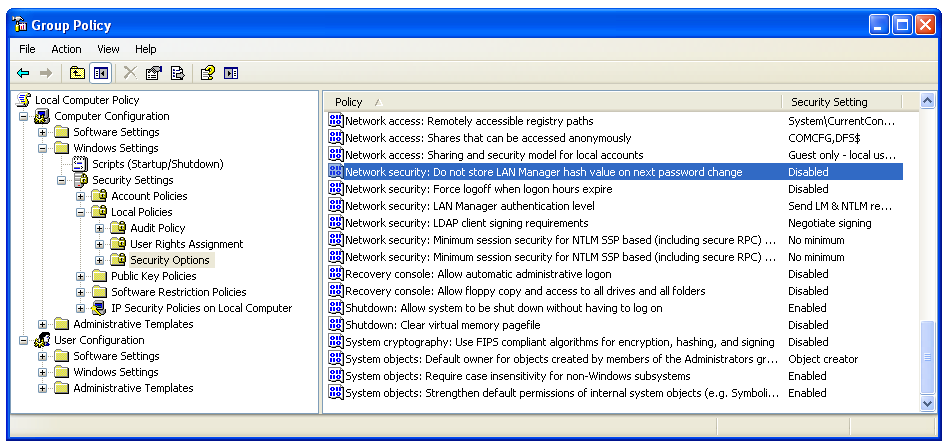 Group Policy
File Action View Help
Local Computer Policy
Computer Configuration
Software Settings
Windows Settings
Scripts (Startup/Shutdown)
Security Settings
Account Policies
Local Policies
Audit Policy
User Rights Assignment
Security Options
Public Key Policies
Software Restriction Policies
IP Security Policies on Local Computer
Administrative Templates
User Configuration
Software Settings
Windows Settings
Administrative Templates
Policy Security Setting
Network access: Remotely accessible registry paths System\CurrentCon...
Network access: Shares that can be accessed anonymously COMCFG,DFS$
Network access: Sharing and security model for local accounts Guest only - local us...
Network security: Do not store LAN Manager hash value on next password change Disabled
Network security: Force logoff when logon hours expire Disabled
Network security: LAN Manager authentication level Send LM & NTLM re...
Network security: LDAP client signing requirements Negotiate signing
Network security: Minimum session security for NTLM SSP based (including secure RPC) ... No minimum
Network security: Minimum session security for NTLM SSP based (including secure RPC) ... No minimum
Recovery console: Allow automatic administrative logon Disabled
Recovery console: Allow floppy copy and access to all drives and all folders Disabled
Shutdown: Allow system to be shut down without having to log on Enabled
Shutdown: Clear virtual memory pagefile Disabled
System cryptography: Use FIPS compliant algorithms for encryption, hashing, and signing Disabled
System objects: Default owner for objects created by members of the Administrators gr... Object creator
System objects: Require case insensitivity for non-Windows subsystems Enabled
System objects: Strengthen default permissions of internal system objects (e.g. Symboli... Enabled